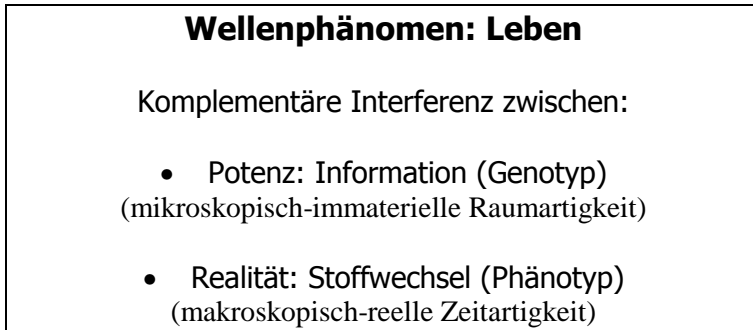 Wellenphänomen: Leben
Komplementäre Interferenz zwischen:
• Potenz: Information (Genotyp)
(mikroskopisch-immaterielle Raumartigkeit)
• Realität: Stoffwechsel (Phänotyp)
(makroskopisch-reelle Zeitartigkeit)